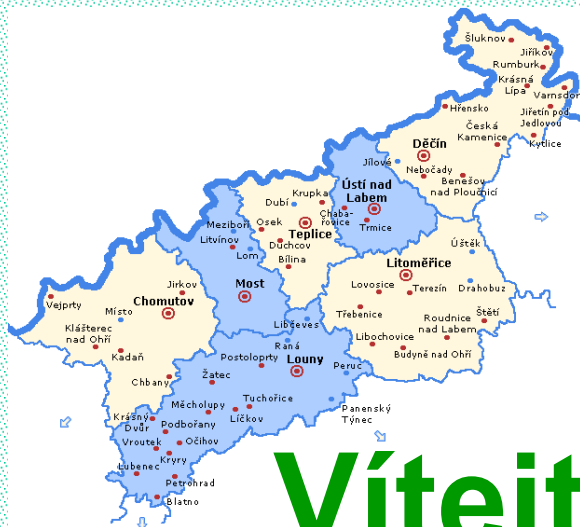 Šluknov
Jiříkov
Rumburk
Krásná
Lípa
Varnsdorf
Hřensko
Jiřetín pod
Jedlovou
Česká
Kamenice
Děčín
Kytlice
Jílové
Nebočady
Benešov
nad Ploučnicí
Ústí nad
Labem
Krupka
Dubí
Chaba-
řovice
Trmice
Meziboří
Osek
Teplice
Litvínov
Duchcov
Lom
Bílina
Úštěk
Litoměřice
Jirkov
Most
Lovosice
Terezín
Drahobuz
Vejprty
Chomutov
Místo
Třebenice
Roudnice
nad Labem
Štětí
Libčeves
Klášterec
nad Ohří
Kadaň
Raná
Libochovice
Budyně nad Ohří
Postoloprty
Louny
Peruc
Chbany
Žatec
Měcholupy
Tuchořice
Líčkov
Panenský
Týnec
Krásný
Dvůr
Podbořany
Vroutek
Očihov
Kryry
Lubenec
Petrohrad
Blatno
Vítejt